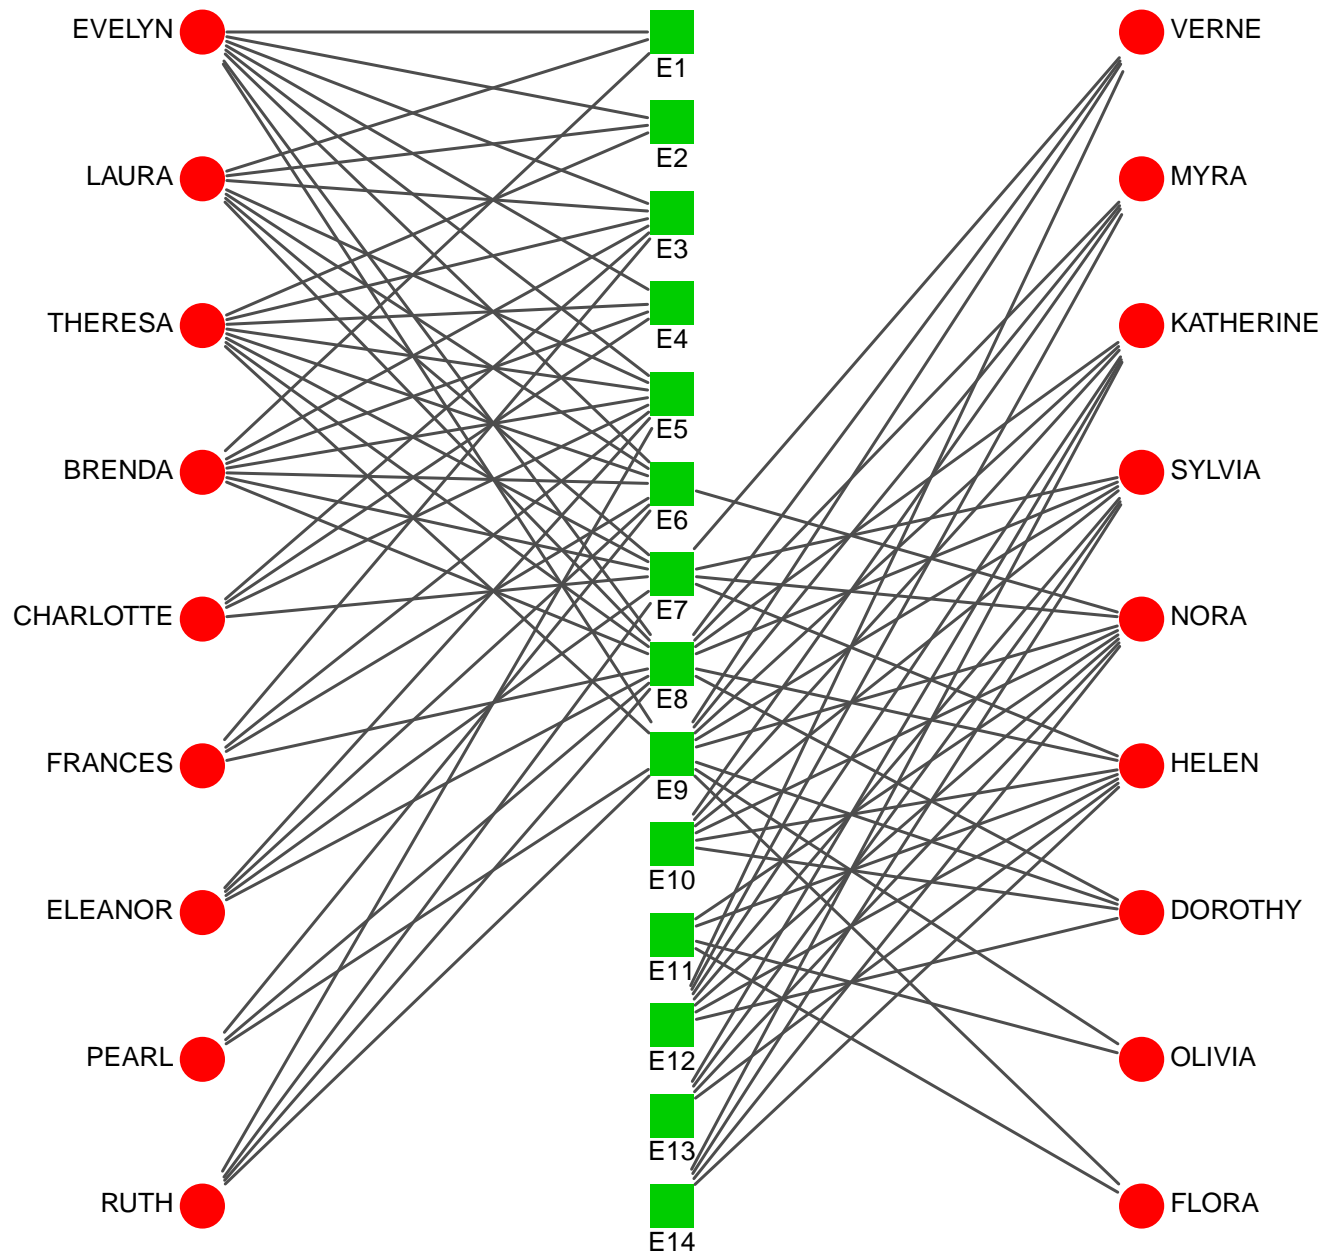 EVELYN
LAURA
THERESA
BRENDA
CHARLOTTE
FRANCES
ELEANOR
PEARL
RUTH
E1
E2
E3
E4
E5
E6
E7
E8
E9
E10
E11
E12
E13
E14
VERNE
MYRA
KATHERINE
SYLVIA
NORA
HELEN
DOROTHY
OLIVIA
FLORA